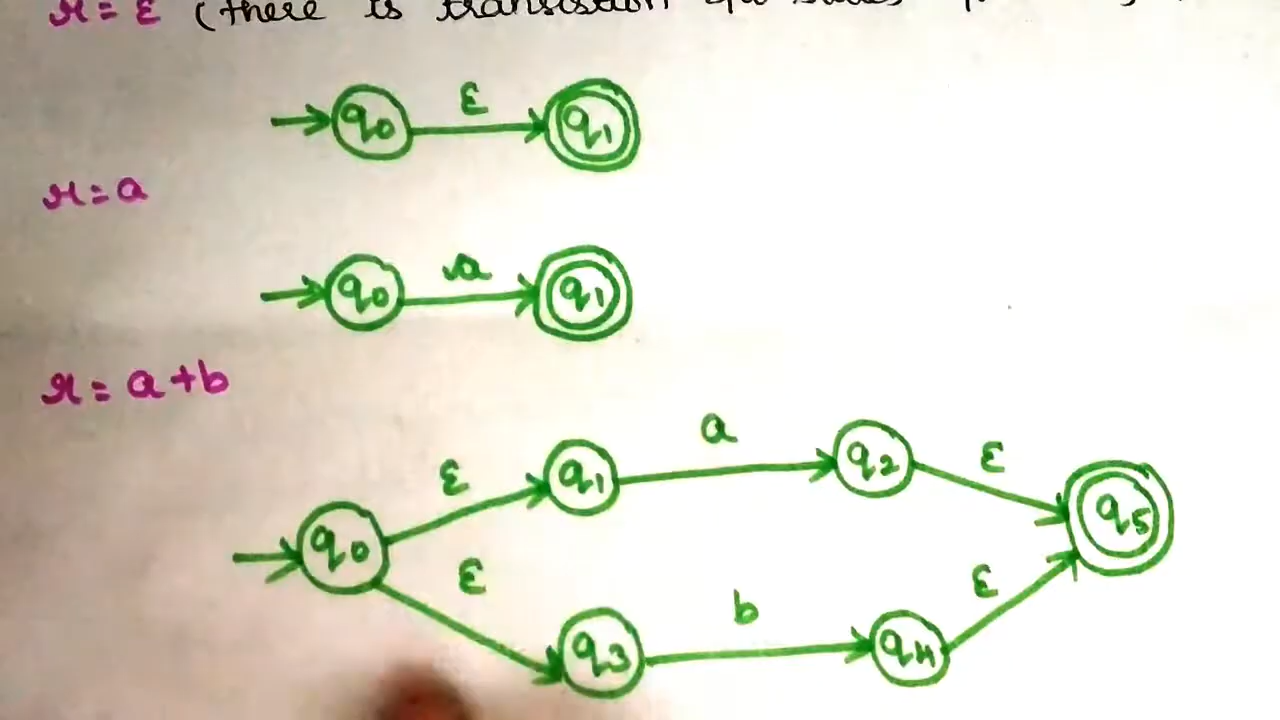 r = ε (there is
ε
q0 q1
r = a
a
q0 q1
r = a + b
a
ε q1 q2 ε
q0 q5
ε b ε
q3 q4